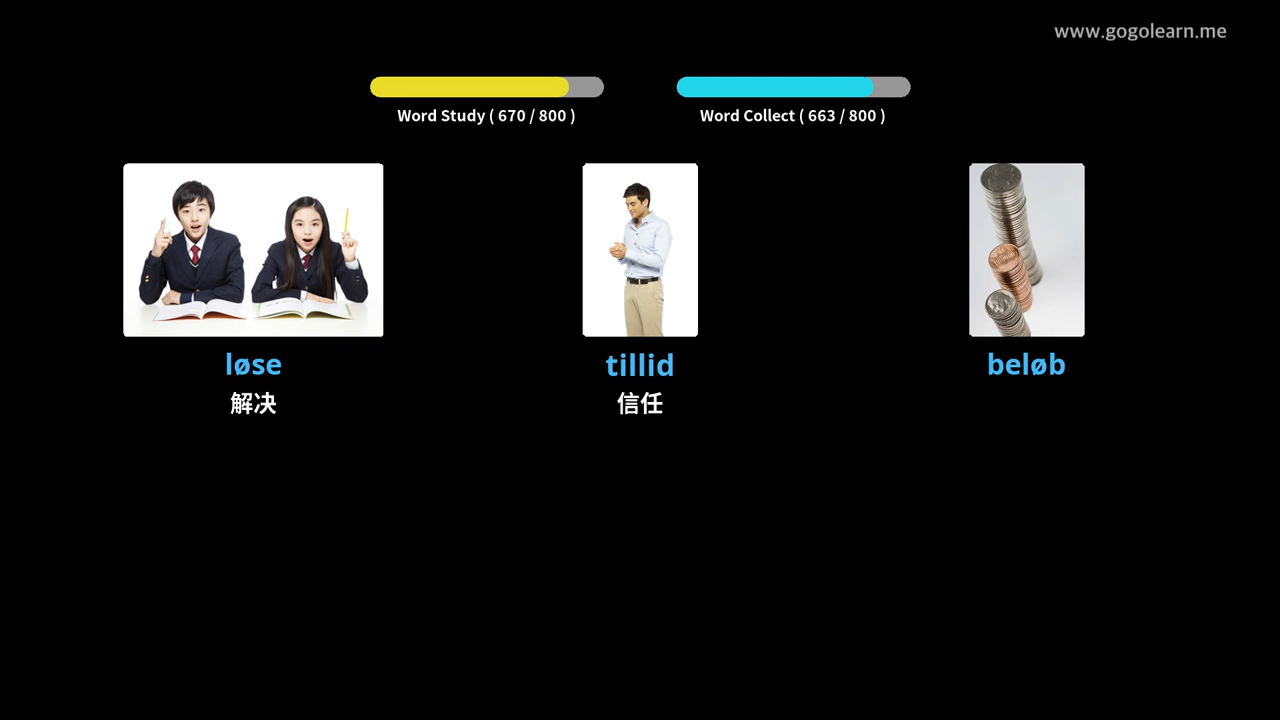 www.gogolearn.me
Word Study ( 670 / 800 )
Word Collect ( 663 / 800 )
løse
解决
tillid
信任
beløb